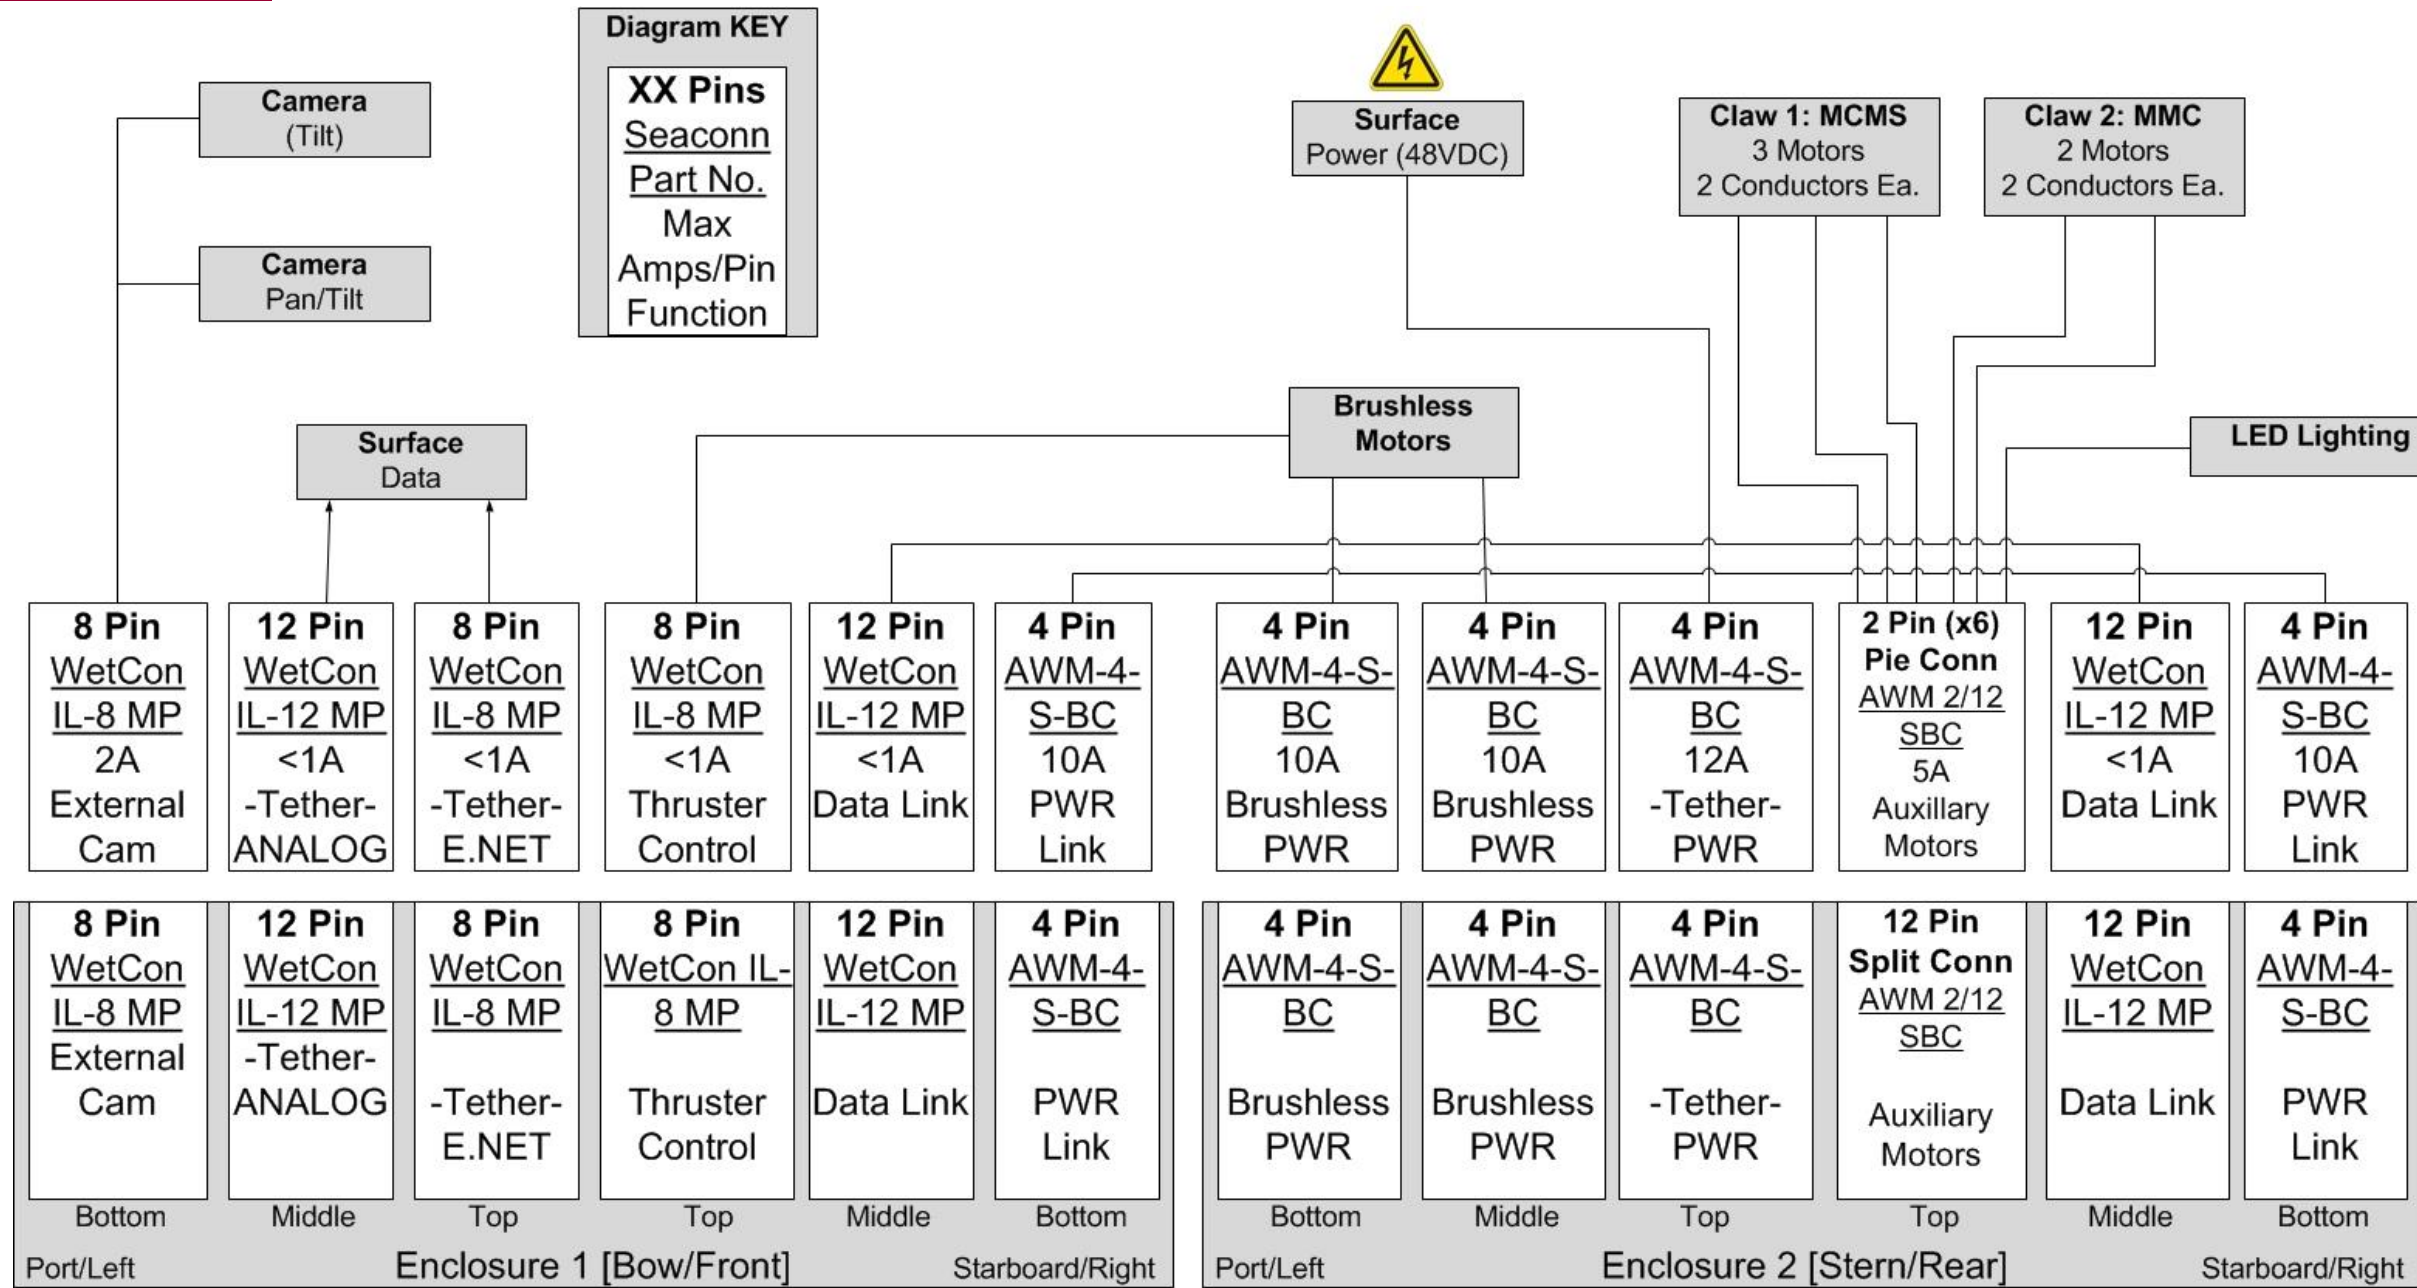 Diagram KEY
XX Pins
Seaconn
Part No.
Max
Amps/Pin
Function
Camera
(Tilt)
Camera
Pan/Tilt
Surface
Data
Surface
Power (48VDC)
Claw 1: MCMS
3 Motors
2 Conductors Ea.
Claw 2: MMC
2 Motors
2 Conductors Ea.
Brushless
Motors
LED Lighting
8 Pin
WetCon
IL-8 MP
2A
External
Cam
12 Pin
WetCon
IL-12 MP
<1A
-Tether-
ANALOG
8 Pin
WetCon
IL-8 MP
<1A
-Tether-
E.NET
8 Pin
WetCon
IL-8 MP
<1A
Thruster
Control
12 Pin
WetCon
IL-12 MP
<1A
Data Link
4 Pin
AWM-4-
S-BC
10A
PWR
Link
4 Pin
AWM-4-S-
BC
10A
Brushless
PWR
4 Pin
AWM-4-S-
BC
10A
Brushless
PWR
4 Pin
AWM-4-S-
BC
12A
-Tether-
PWR
2 Pin (x6)
Pie Conn
AWM 2/12
SBC
5A
Auxillary
Motors
12 Pin
WetCon
IL-12 MP
<1A
Data Link
4 Pin
AWM-4-
S-BC
10A
PWR
Link
8 Pin
WetCon
IL-8 MP
External
Cam
Bottom
12 Pin
WetCon
IL-12 MP
-Tether-
ANALOG
Middle
8 Pin
WetCon
IL-8 MP
-Tether-
E.NET
Top
8 Pin
WetCon IL-
8 MP
Thruster
Control
Top
12 Pin
WetCon
IL-12 MP
Data Link
Middle
4 Pin
AWM-4-
S-BC
PWR
Link
Bottom
Port/Left
Enclosure 1 [Bow/Front]
Starboard/Right
4 Pin
AWM-4-S-
BC
Brushless
PWR
Bottom
4 Pin
AWM-4-S-
BC
Brushless
PWR
Middle
4 Pin
AWM-4-S-
BC
-Tether-
PWR
Top
12 Pin
Split Conn
AWM 2/12
SBC
Auxiliary
Motors
Top
12 Pin
WetCon
IL-12 MP
Data Link
Middle
4 Pin
AWM-4-
S-BC
PWR
Link
Bottom
Port/Left
Enclosure 2 [Stern/Rear]
Starboard/Right